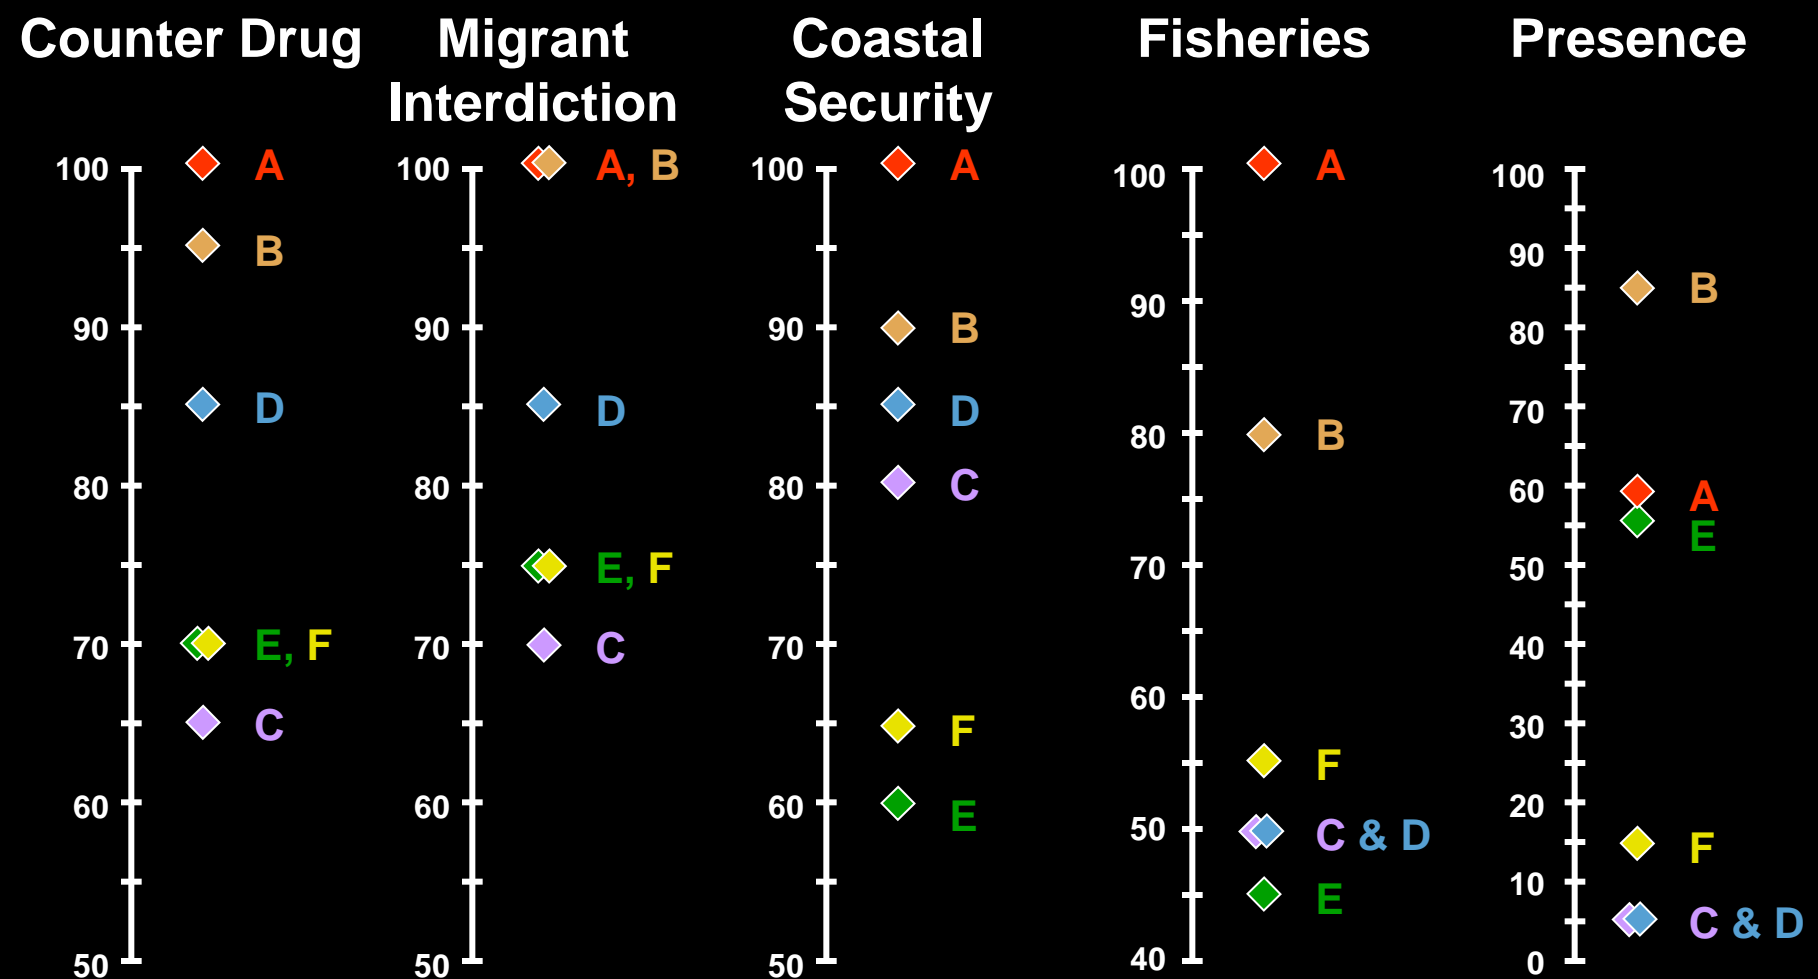 Counter Drug
100
90
80
70
60
50
A
B
D
E, F
C
Migrant
Interdiction
100
90
80
70
60
50
A, B
D
E, F
C
Coastal
Security
100
90
80
70
60
50
A
B
D
C
F
E
Fisheries
100
90
80
70
60
50
40
A
B
F
C & D
E
Presence
100
90
80
70
60
50
40
30
20
10
0
B
A
E
F
C & D